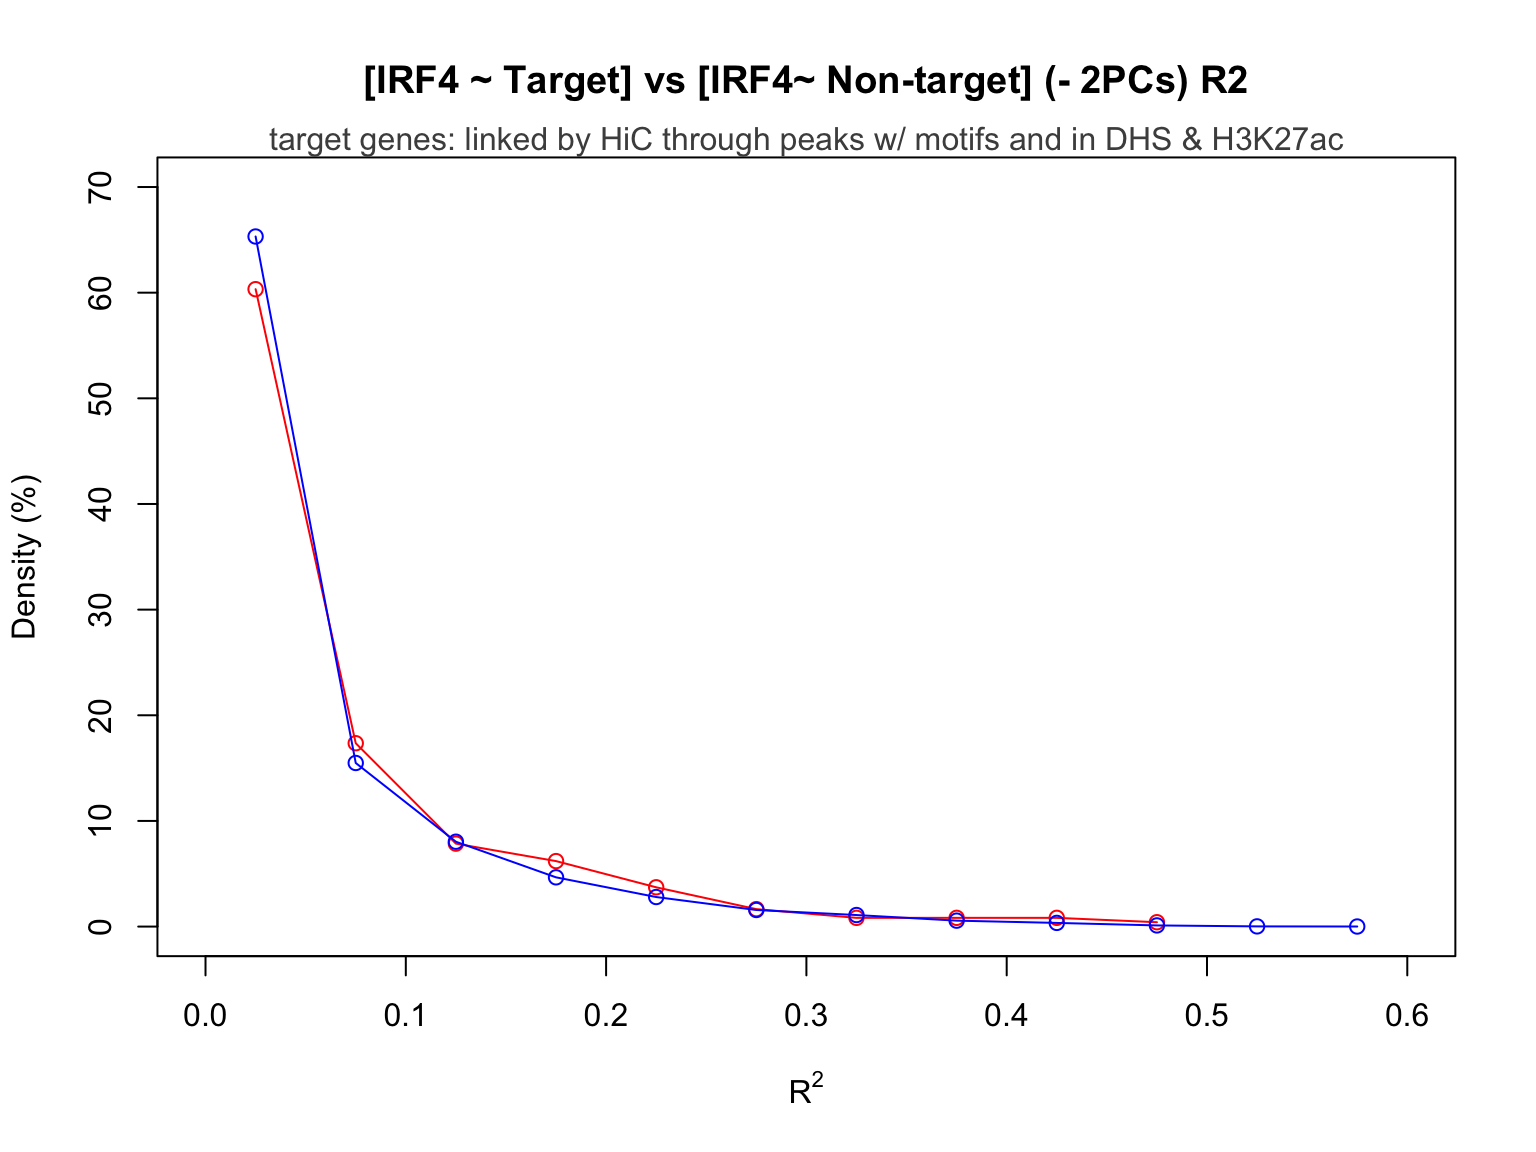 [IRF4 ~ Target] vs [IRF4~ Non-target] (- 2PCs) R2
target genes: linked by HiC through peaks w/ motifs and in DHS & H3K27ac
70
60
50
40
30
20
10
0
Density (%)
0.0 0.1 0.2 0.3 0.4 0.5 0.6
R²